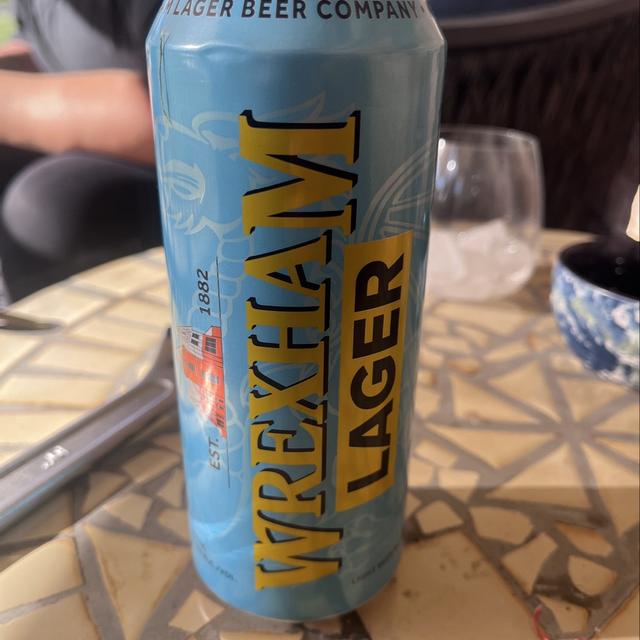 LAGER BEER COMPANY
EST. 1882
WREXHAM
LAGER